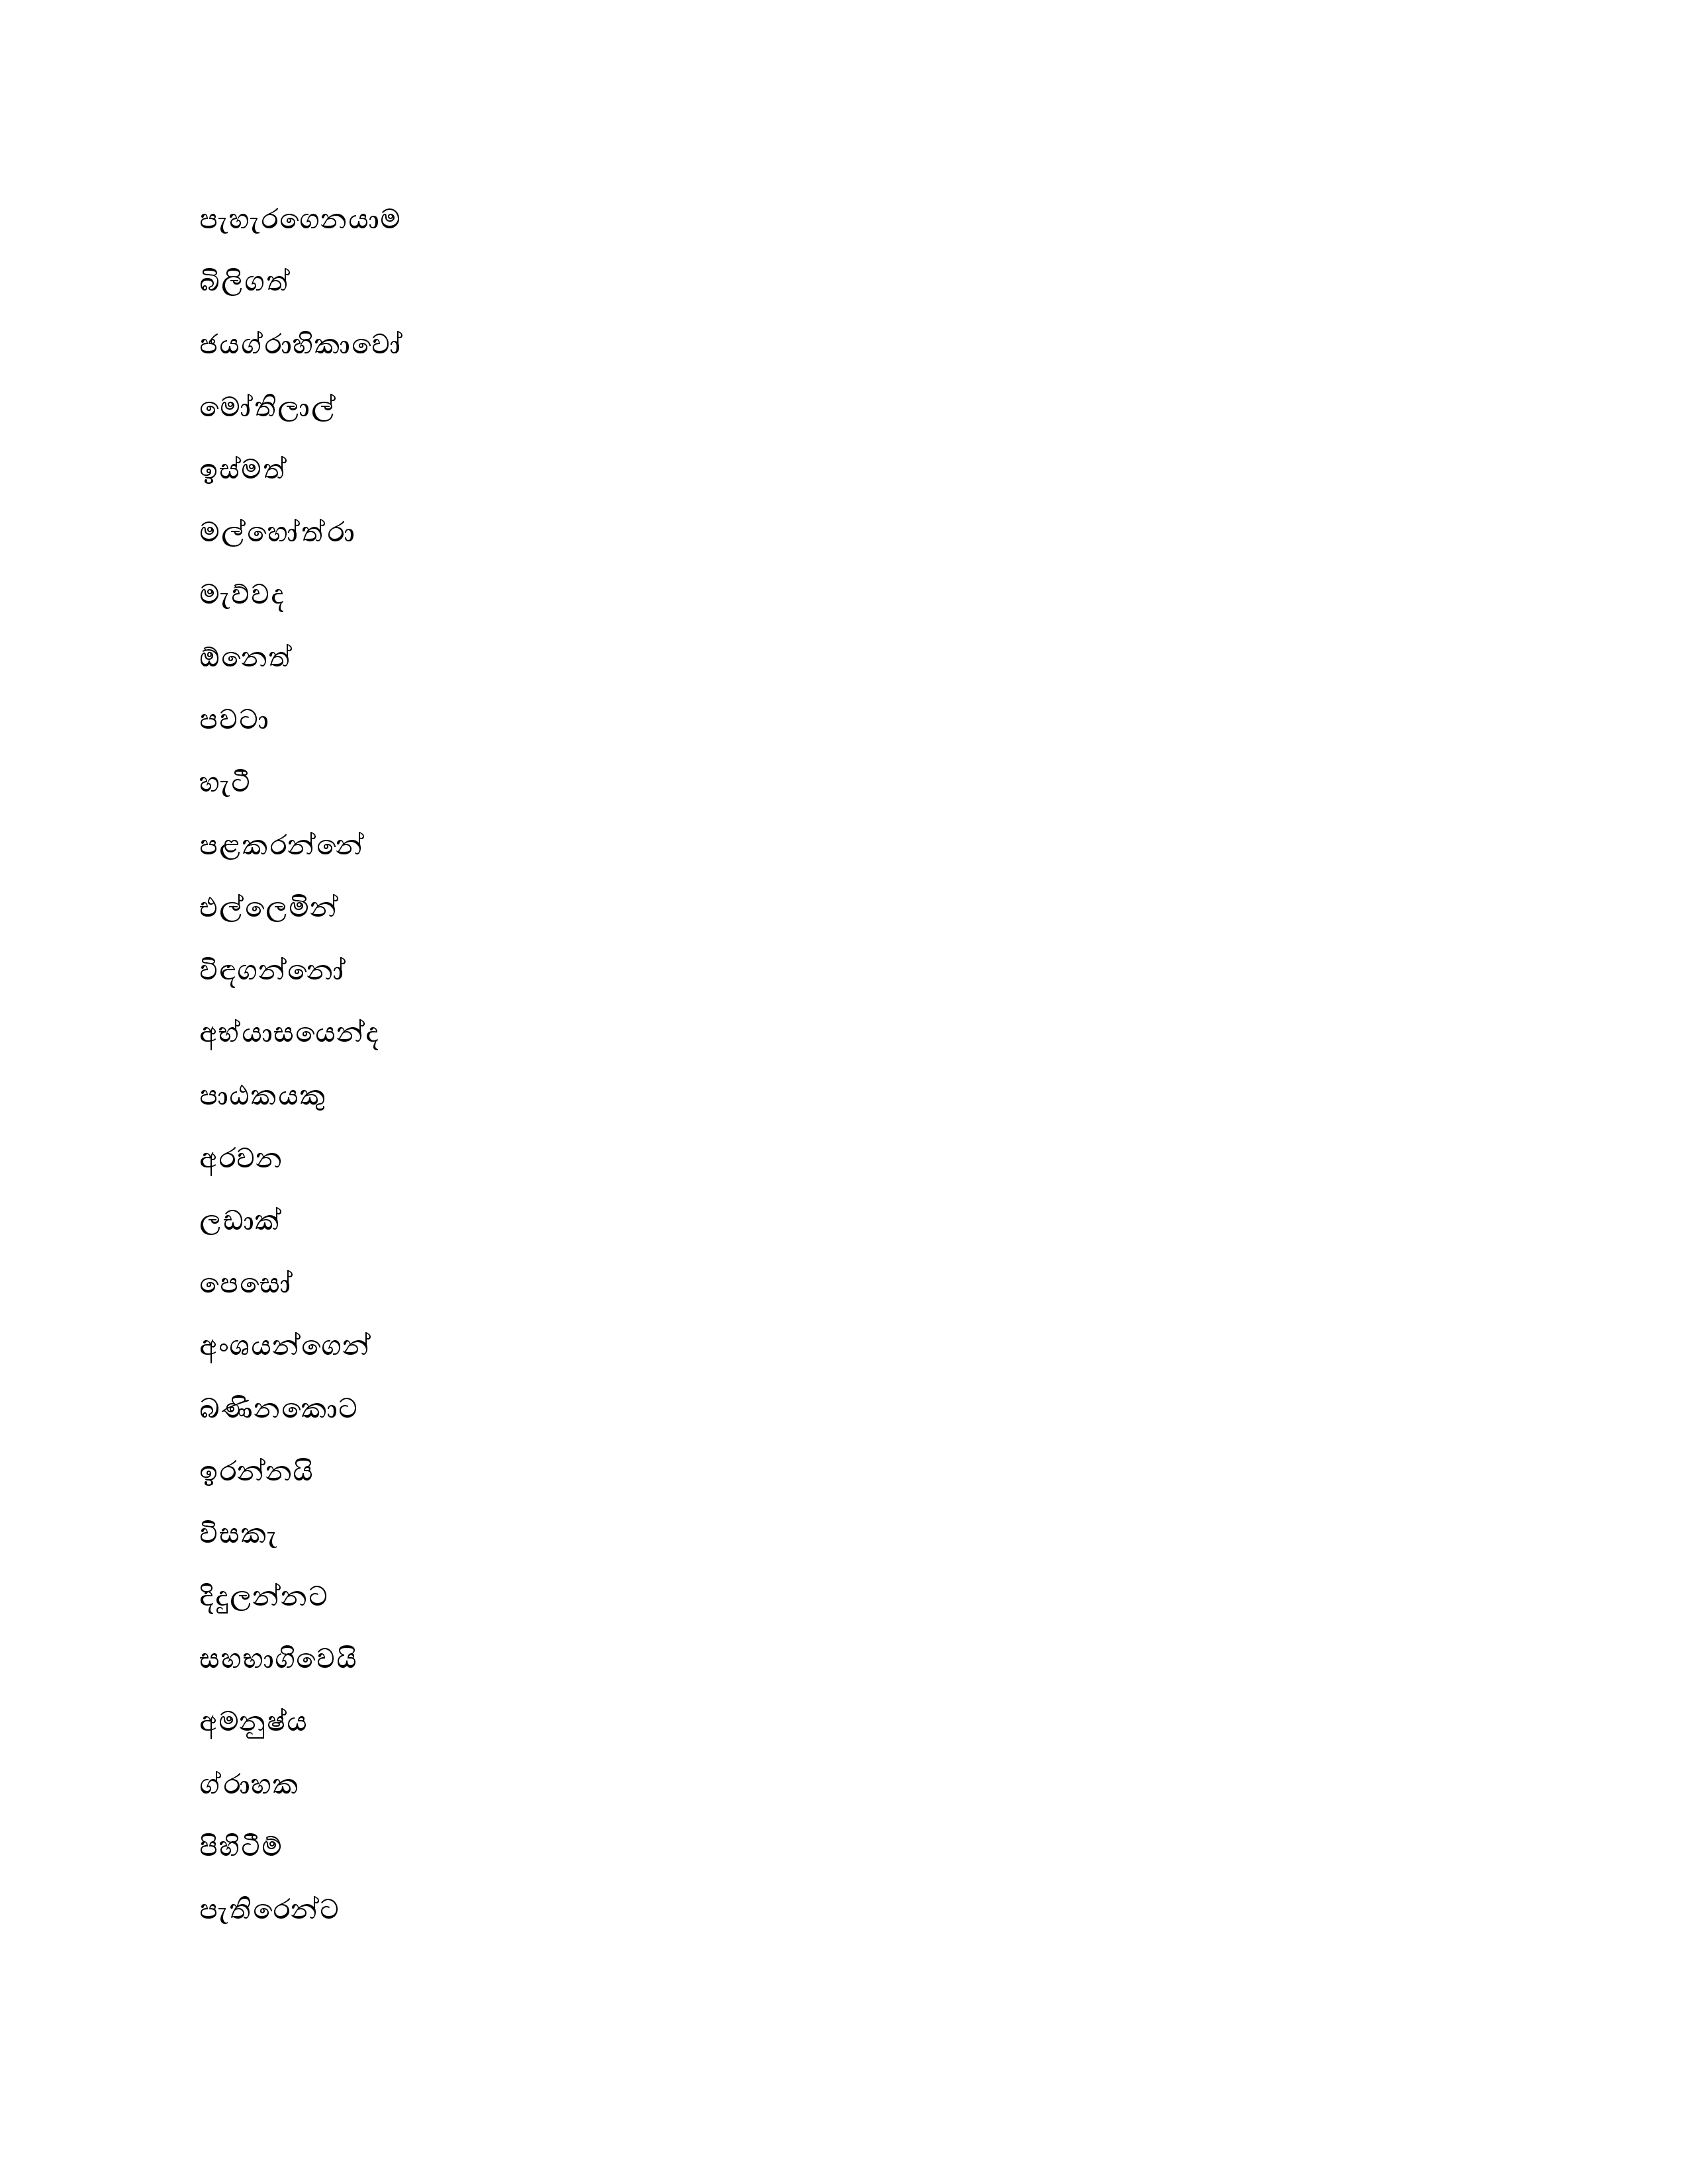 පැහැරගෙනයාම
බිලිගත්
ජයග්රාහිකාවෝ
මෝතිලාල්
ඉස්මත්
මල්හෝත්රා
මැව්වද
ඕනෙත්
පවටා
හැටී
පළකරන්නේ
එල්ලෙමින්
විඳගන්නෝ
අභ්යාසයෙන්ද
පාඨකයකු
අරවන
ලඩාක්
පෙසෝ
අංශයන්ගෙන්
බණිනකොට
ඉරන්නයි
විසකැ
දිදුලන්නට
සහභාගිවෙයි
අමනුෂ්ය
ග්රාහක
පිහිටීම්
පැතිරෙන්ට